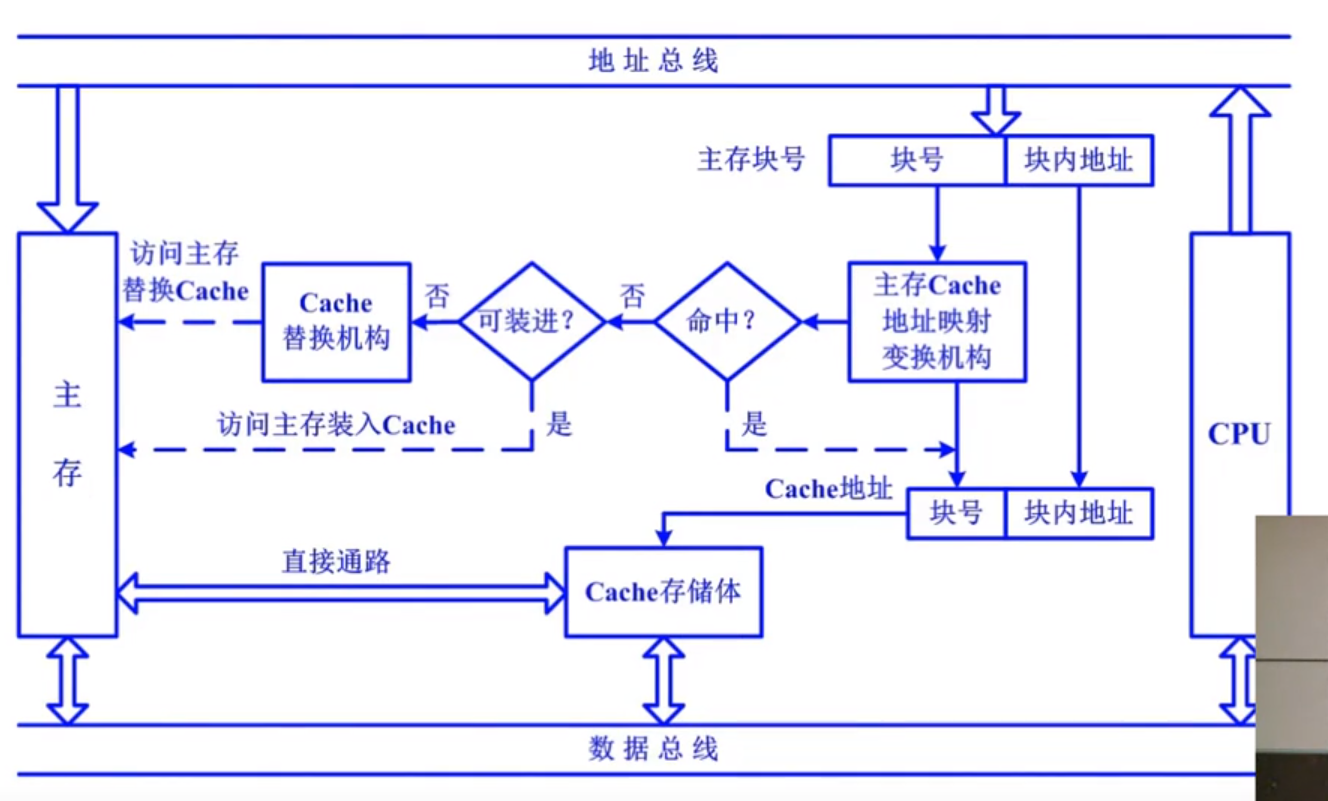 地址总线
主存块号
块号
块内地址
访问主存
替换Cache
Cache
替换机构
否
可装进？
否
命中？
主存Cache
地址映射
变换机构
主
存
访问主存装入Cache
是
是
CPU
Cache地址
块号
块内地址
直接通路
Cache存储体
数据总线